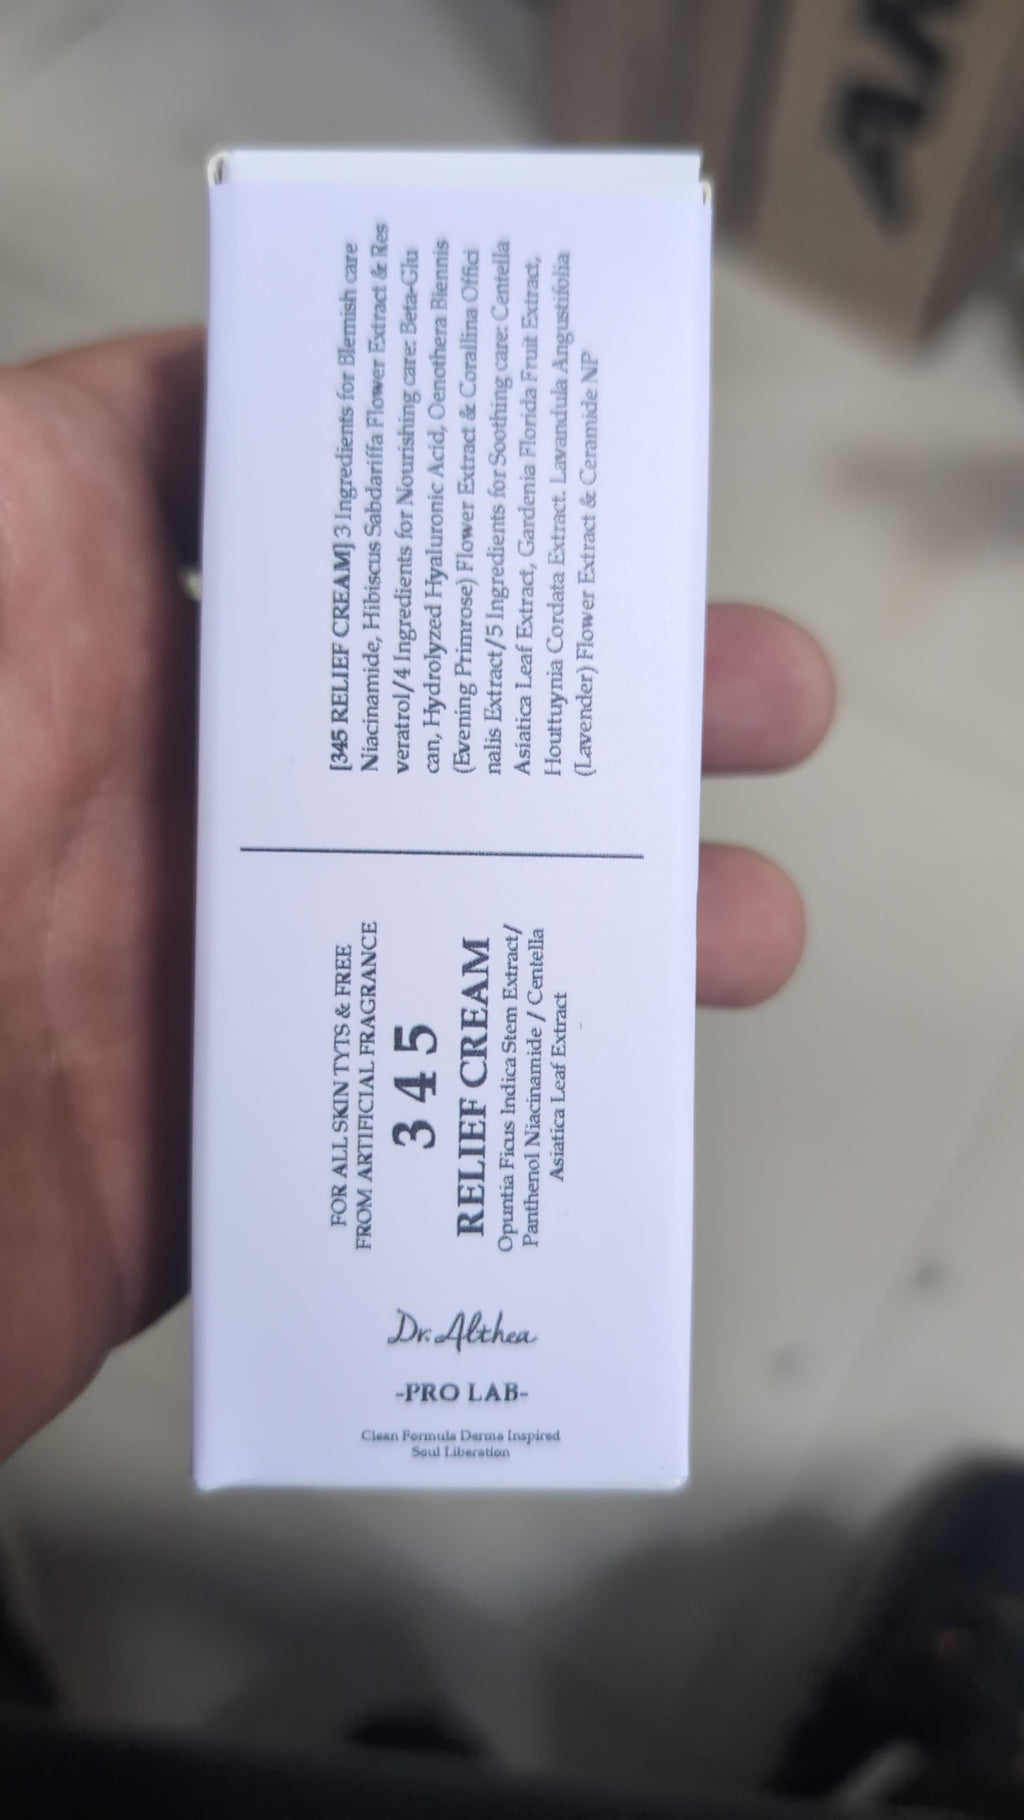 [345 RELIEF CREAM] 3 Ingredients for Blemish care
Niacinamide, Hibiscus Sabdariffa Flower Extract & Res
veratrol/4 Ingredients for Nourishing care: Beta-Glu
can, Hydrolyzed Hyaluronic Acid, Oenothera Biennis
(Evening Primrose) Flower Extract & Corallina Offici
nalis Extract/5 Ingredients for Soothing care: Centella
Asiatica Leaf Extract, Gardenia Florida Fruit Extract,
Houttuynia Cordata Extract. Lavandula Angustifolia
(Lavender) Flower Extract & Ceramide NP
FOR ALL SKIN TYTS & FREE
FROM ARTIFICIAL FRAGRANCE
345
RELIEF CREAM
Opuntia Ficus Indica Stem Extract/
Panthenol Niacinamide / Centella
Asiatica Leaf Extract
Dr. Althea
-PRO LAB-
Clean Formula Derma Inspired
Soul Liberation